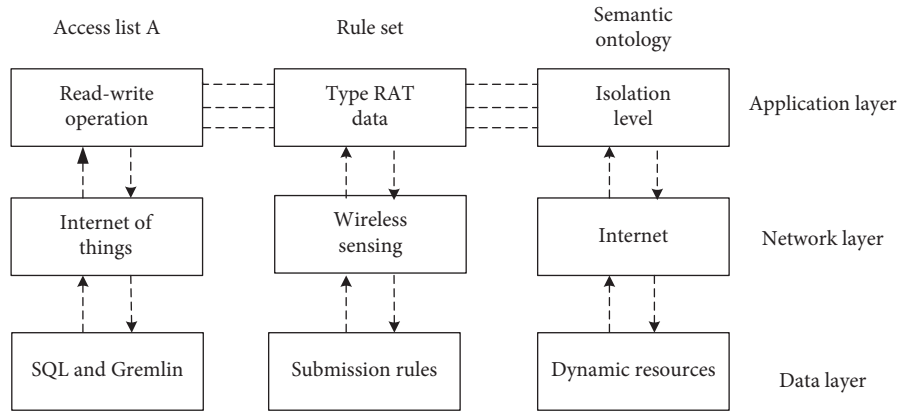 Access list A
Rule set
Semantic
ontology
Read-write
operation
Type RAT
data
Isolation
level
Application layer
Internet of
things
Wireless
sensing
Internet
Network layer
SQL and Gremlin
Submission rules
Dynamic resources
Data layer